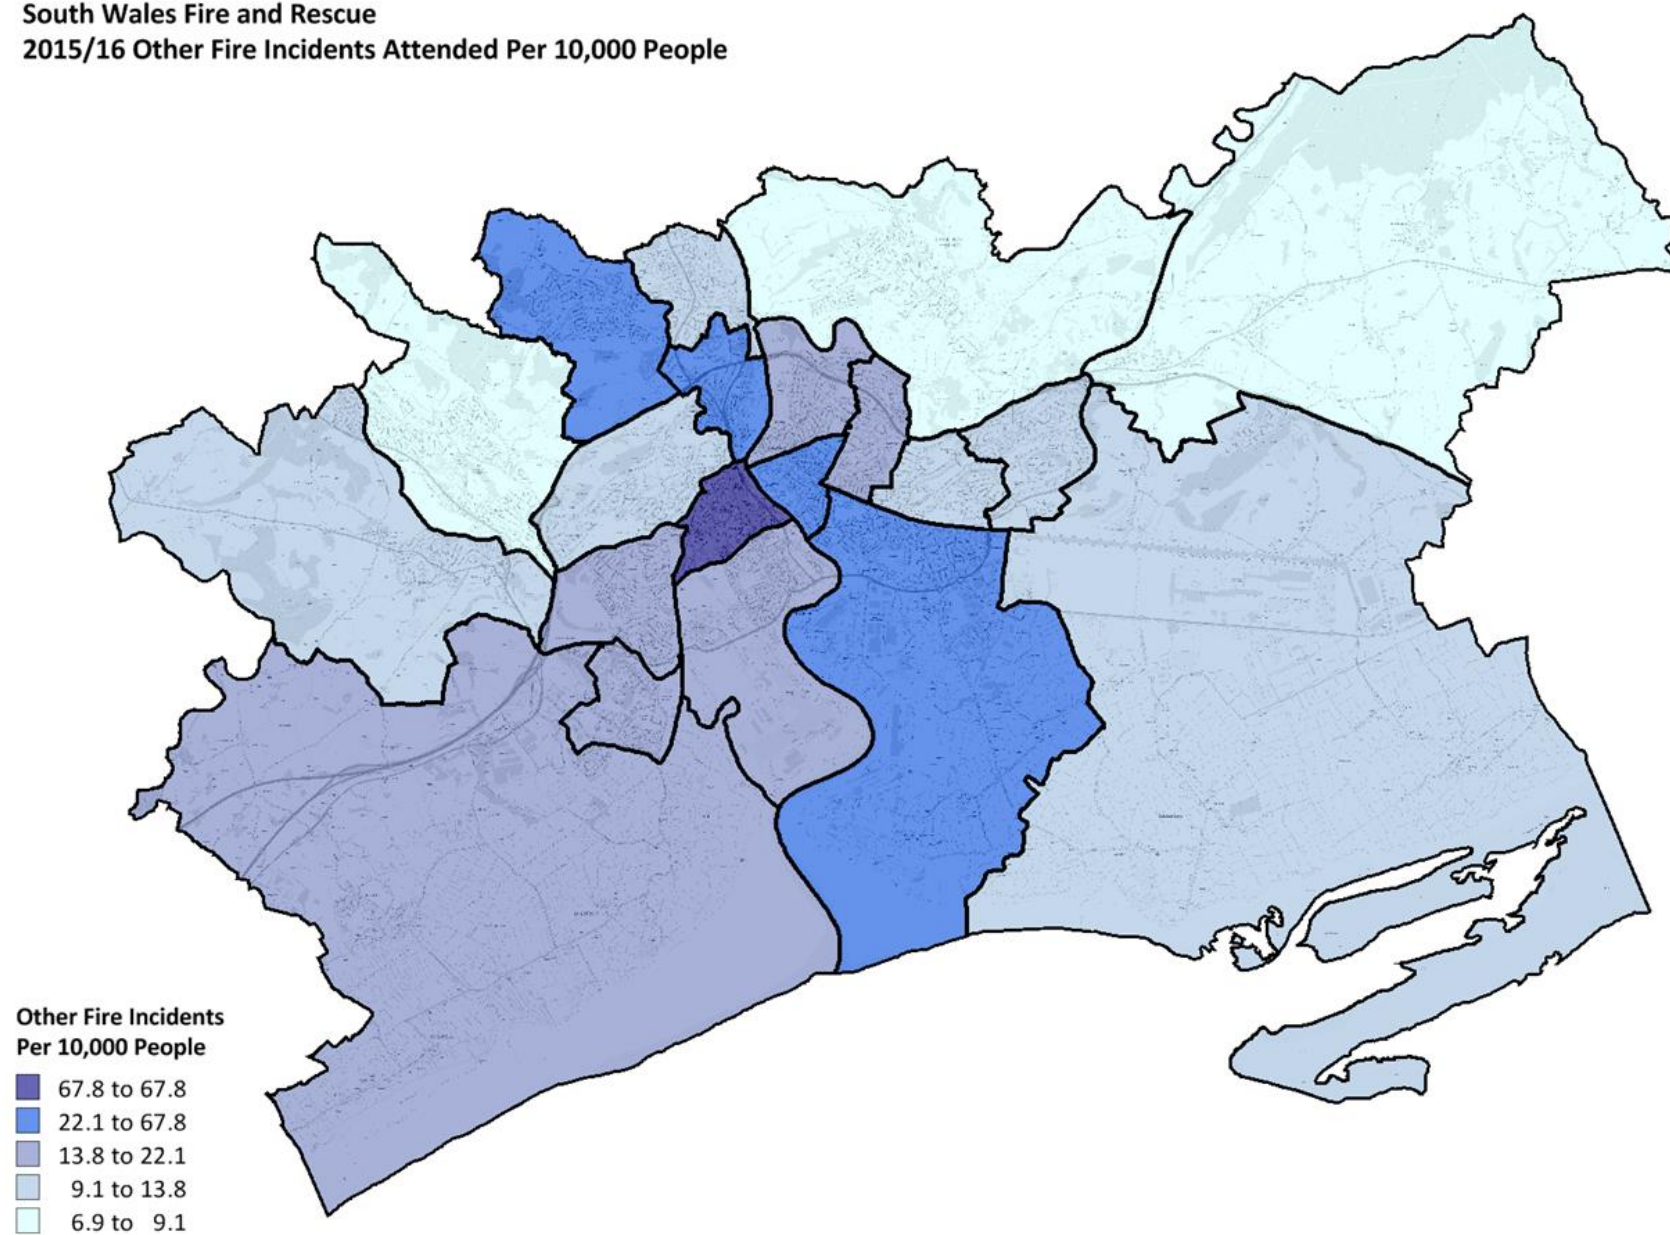 South Wales Fire and Rescue
2015/16 Other Fire Incidents Attended Per 10,000 People
Other Fire Incidents
Per 10,000 People
67.8 to 67.8
22.1 to 67.8
13.8 to 22.1
9.1 to 13.8
6.9 to 9.1